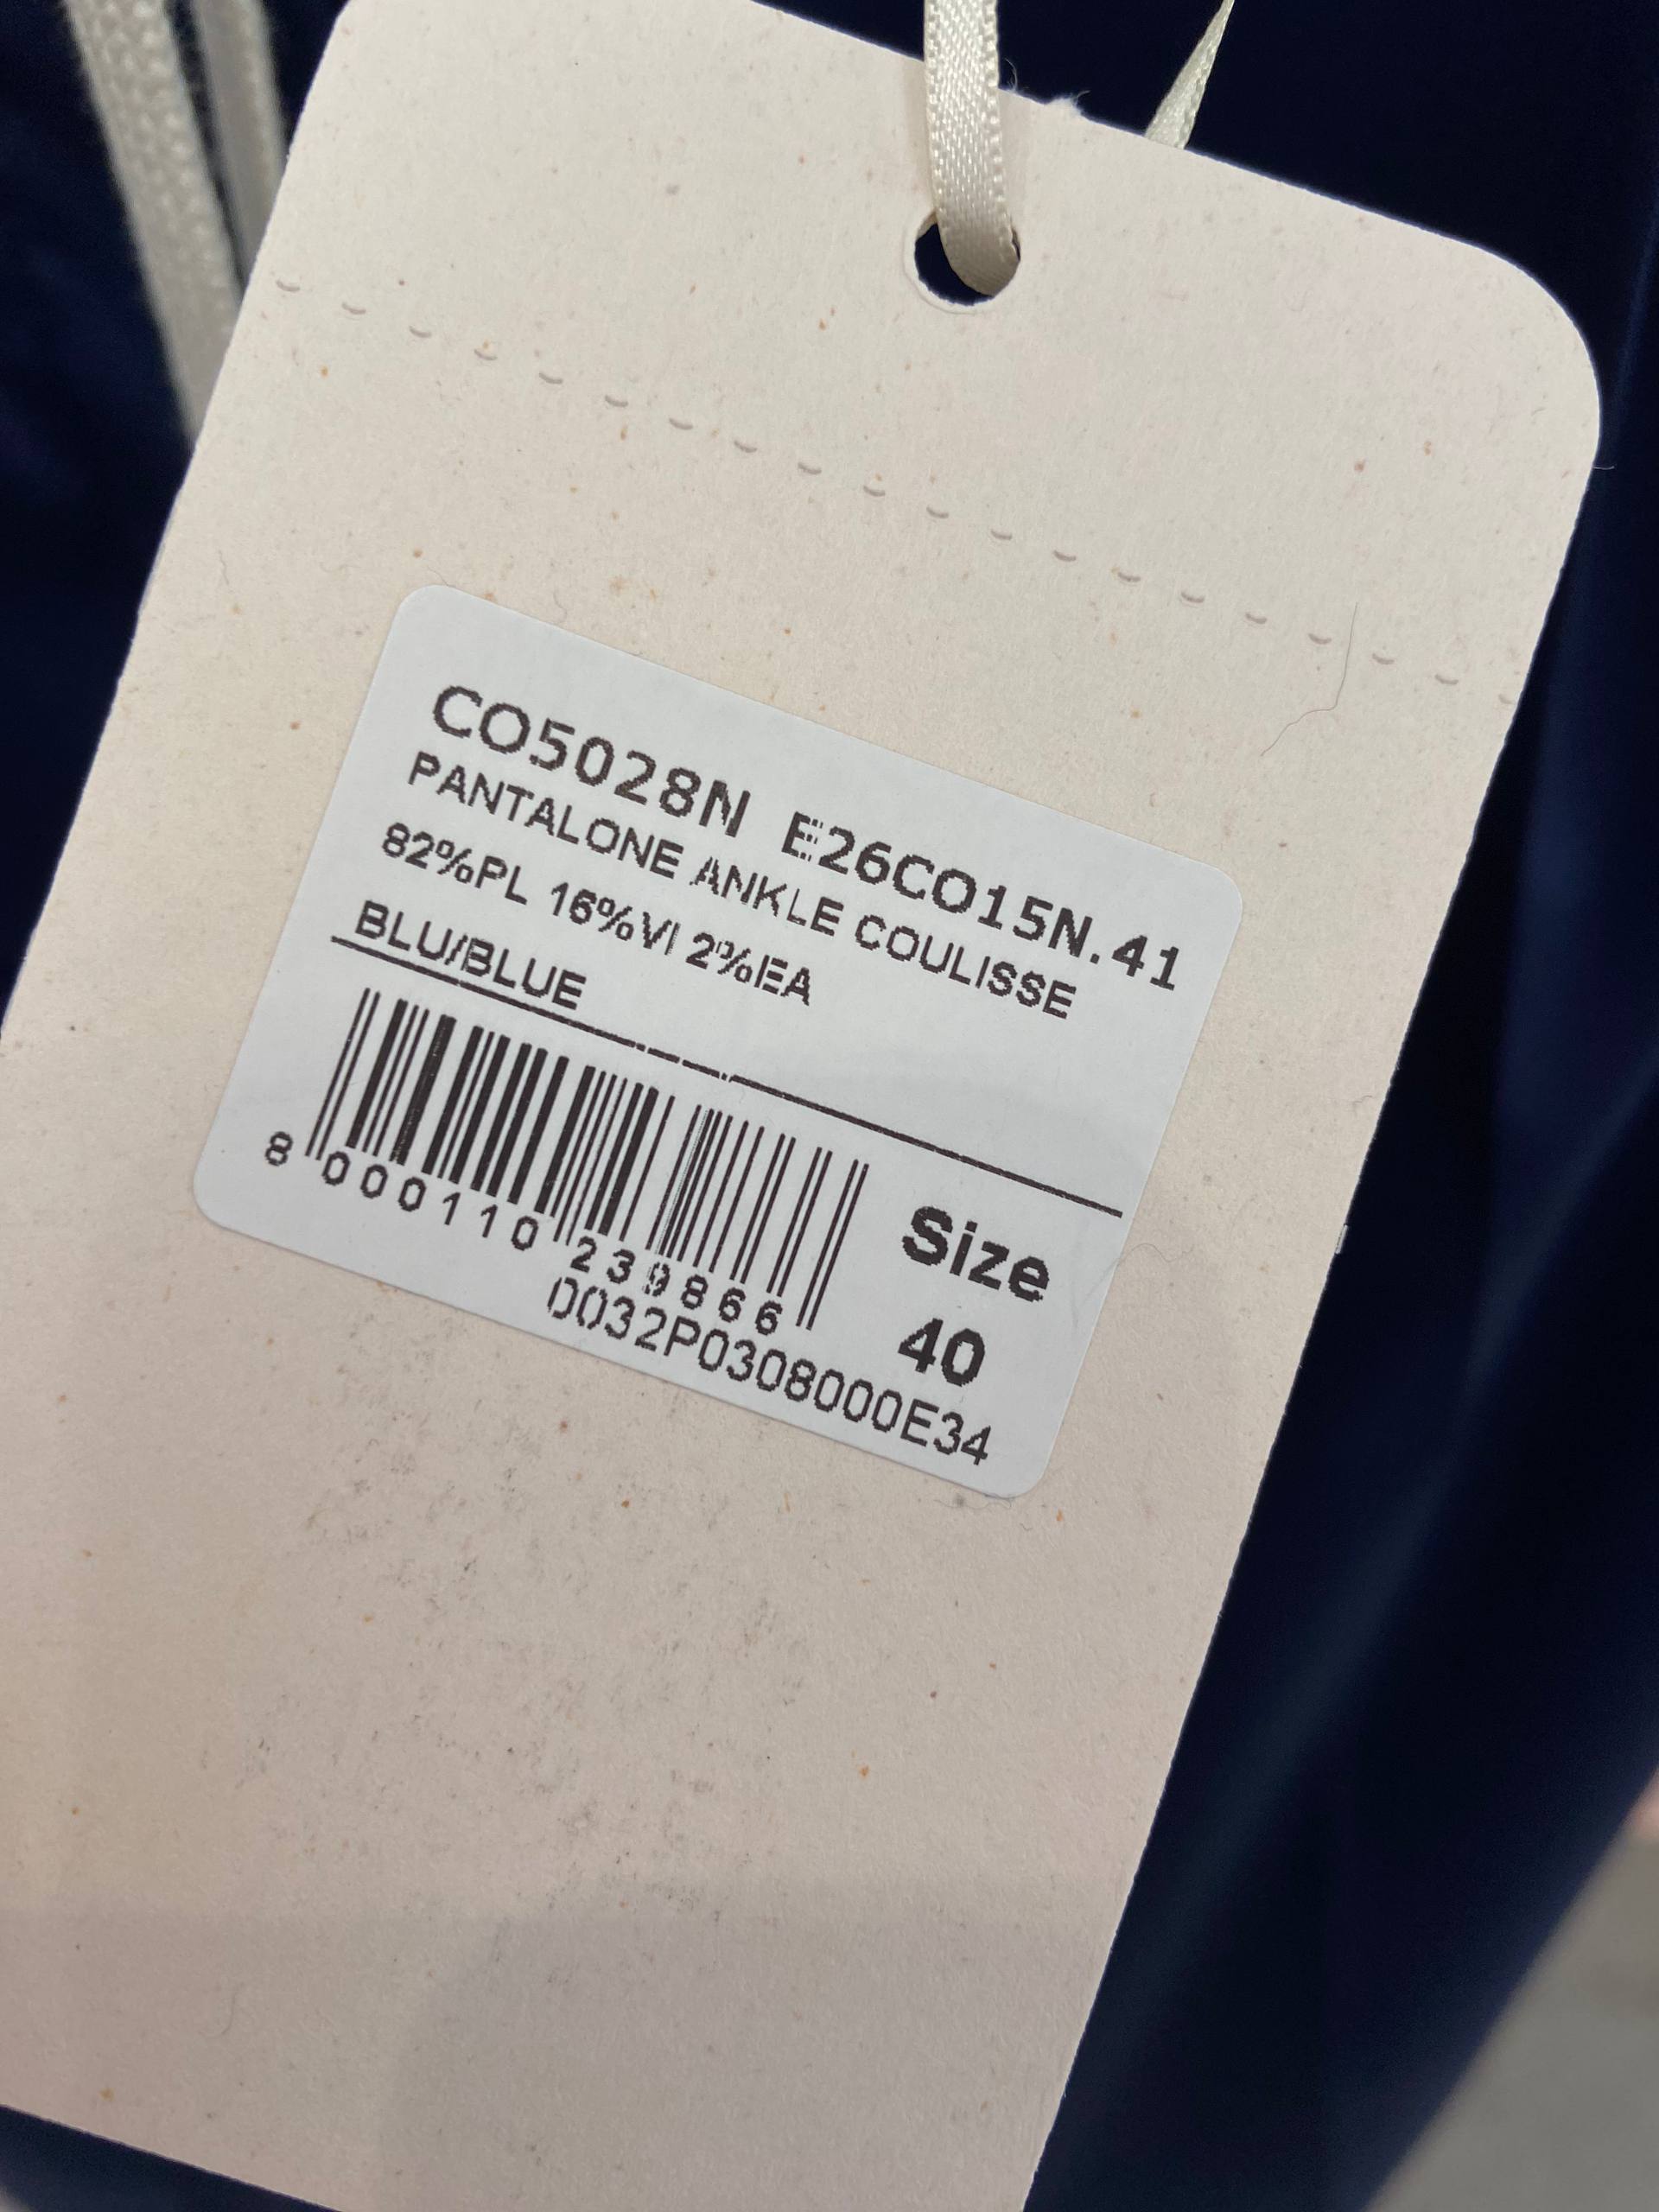 CO5028N E26CO15N.41
PANTALONE ANKLE COULISSE
82%PL 16%VI 2%EA
BLU/BLUE
8 000110 239866
Size
40
0032P0308000E34